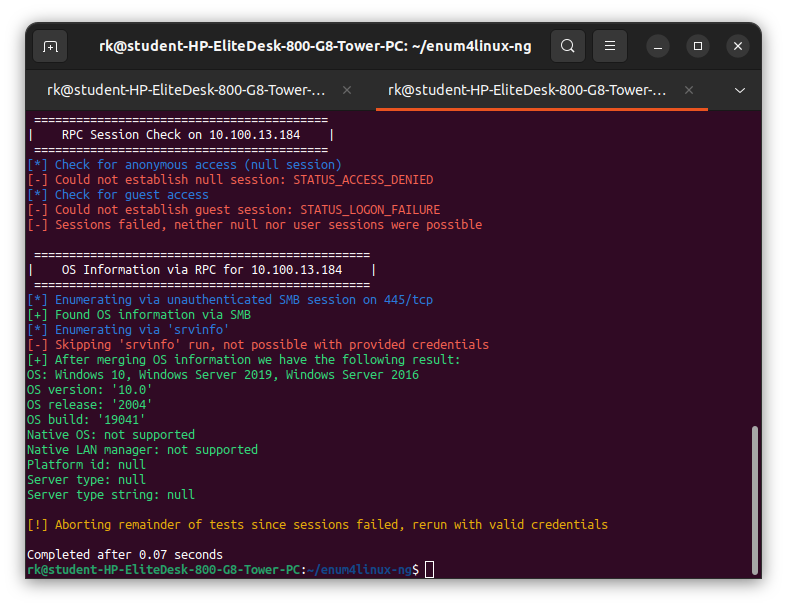 rk@student-HP-EliteDesk-800-G8-Tower-PC: ~/enum4linux-ng
rk@student-HP-EliteDesk-800-G8-Tower-...
rk@student-HP-EliteDesk-800-G8-Tower-...
==========================================
|    RPC Session Check on 10.100.13.184    |
==========================================
[*] Check for anonymous access (null session)
[-] Could not establish null session: STATUS_ACCESS_DENIED
[*] Check for guest access
[-] Could not establish guest session: STATUS_LOGON_FAILURE
[-] Sessions failed, neither null nor user sessions were possible
================================================
|    OS Information via RPC for 10.100.13.184    |
================================================
[*] Enumerating via unauthenticated SMB session on 445/tcp
[+] Found OS information via SMB
[*] Enumerating via 'srvinfo'
[-] Skipping 'srvinfo' run, not possible with provided credentials
[+] After merging OS information we have the following result:
OS: Windows 10, Windows Server 2019, Windows Server 2016
OS version: '10.0'
OS release: '2004'
OS build: '19041'
Native OS: not supported
Native LAN manager: not supported
Platform id: null
Server type: null
Server type string: null
[!] Aborting remainder of tests since sessions failed, rerun with valid credentials
Completed after 0.07 seconds
rk@student-HP-EliteDesk-800-G8-Tower-PC:~/enum4linux-ng$